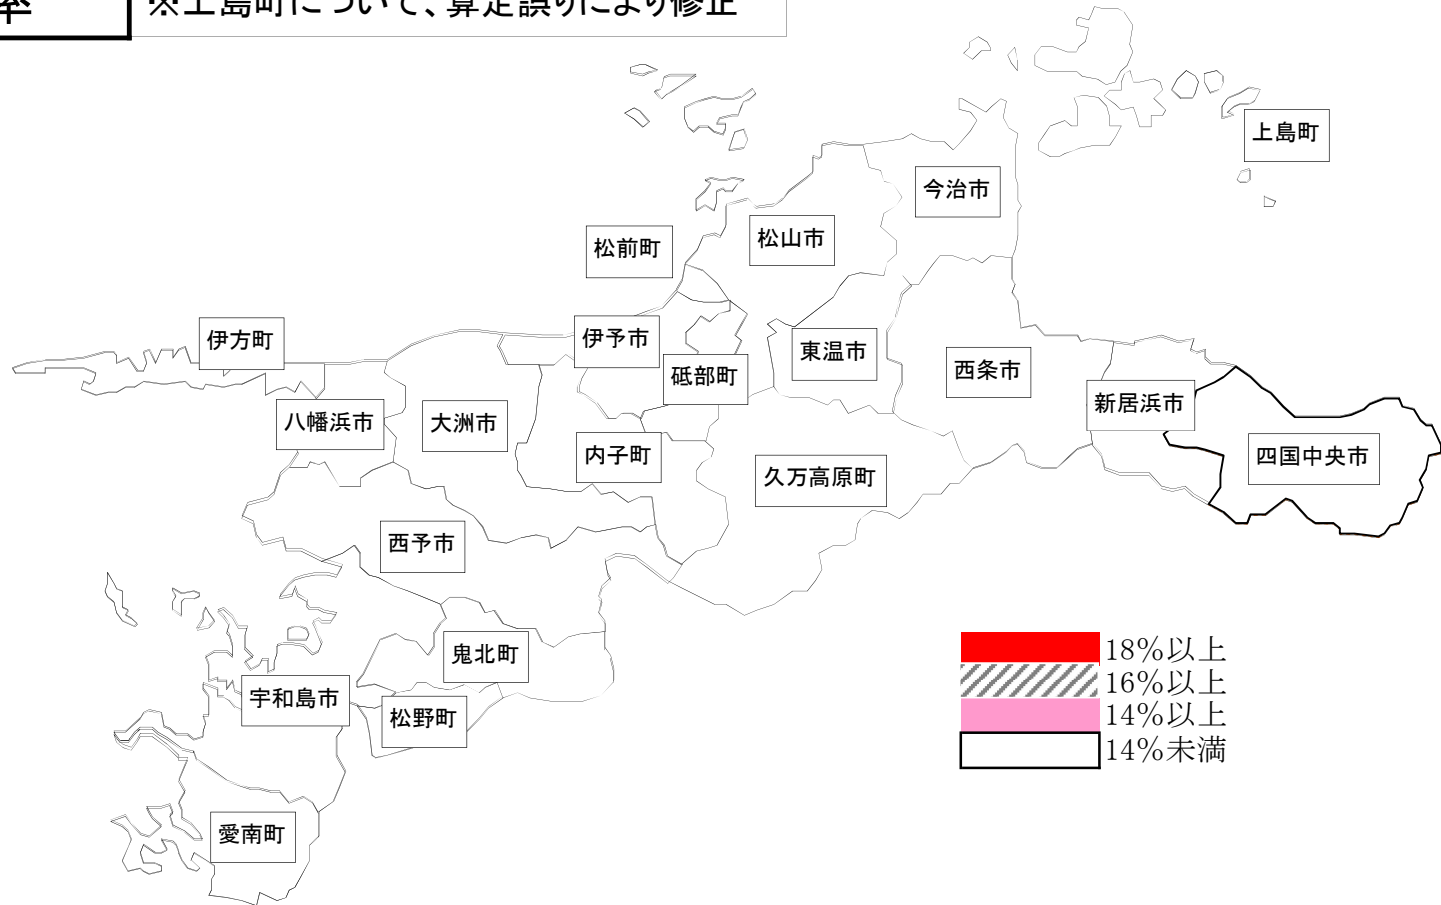 率
※上島町について、算定誤りにより修正
上島町
今治市
松山市
松前町
伊方町
伊予市
東温市
砥部町
西条市
新居浜市
八幡浜市
大洲市
内子町
久万高原町
四国中央市
西予市
鬼北町
宇和島市
松野町
愛南町
18％以上
16％以上
14％以上
14％未満